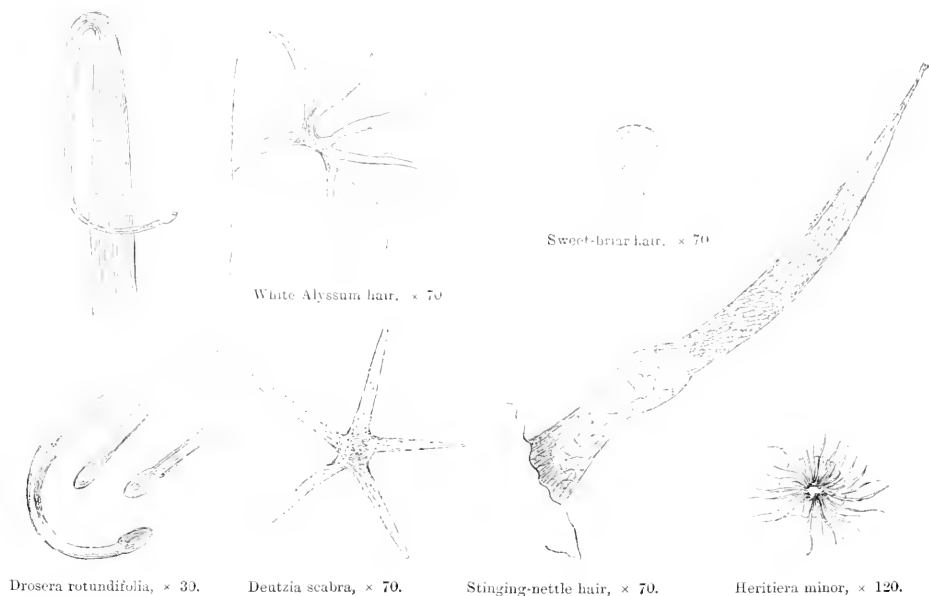 Sweet-briar hair. × 70
White Alyssum hair. × 70
Drosera rotundifolia, × 30.
Deutzia scabra, × 70.
Stinging-nettle hair, × 70.
Heritiera minor, × 120.